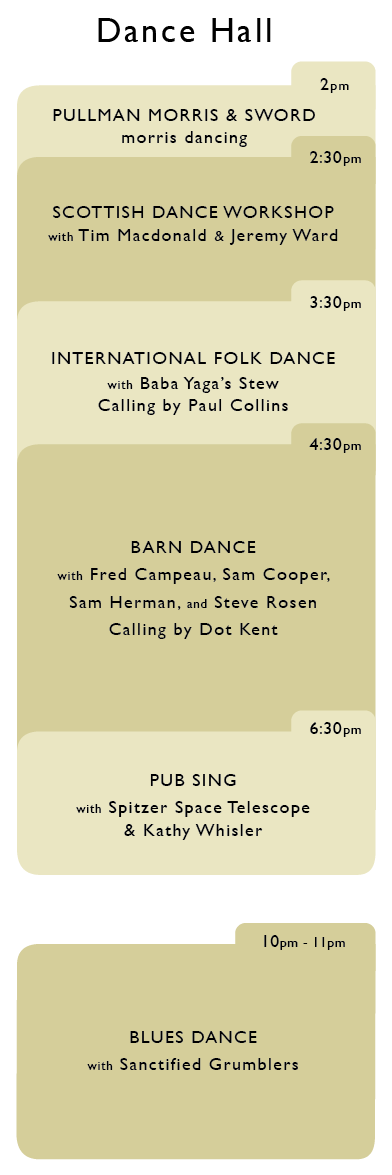 Dance Hall
2pm
PULLMAN MORRIS & SWORD
morris dancing
2:30pm
SCOTTISH DANCE WORKSHOP
with Tim Macdonald & Jeremy Ward
3:30pm
INTERNATIONAL FOLK DANCE
with Baba Yaga's Stew
Calling by Paul Collins
4:30pm
BARN DANCE
with Fred Campeau, Sam Cooper,
Sam Herman, and Steve Rosen
Calling by Dot Kent
6:30pm
PUB SING
with Spitzer Space Telescope
& Kathy Whisler
10pm - 11pm
BLUES DANCE
with Sanctified Grumblers